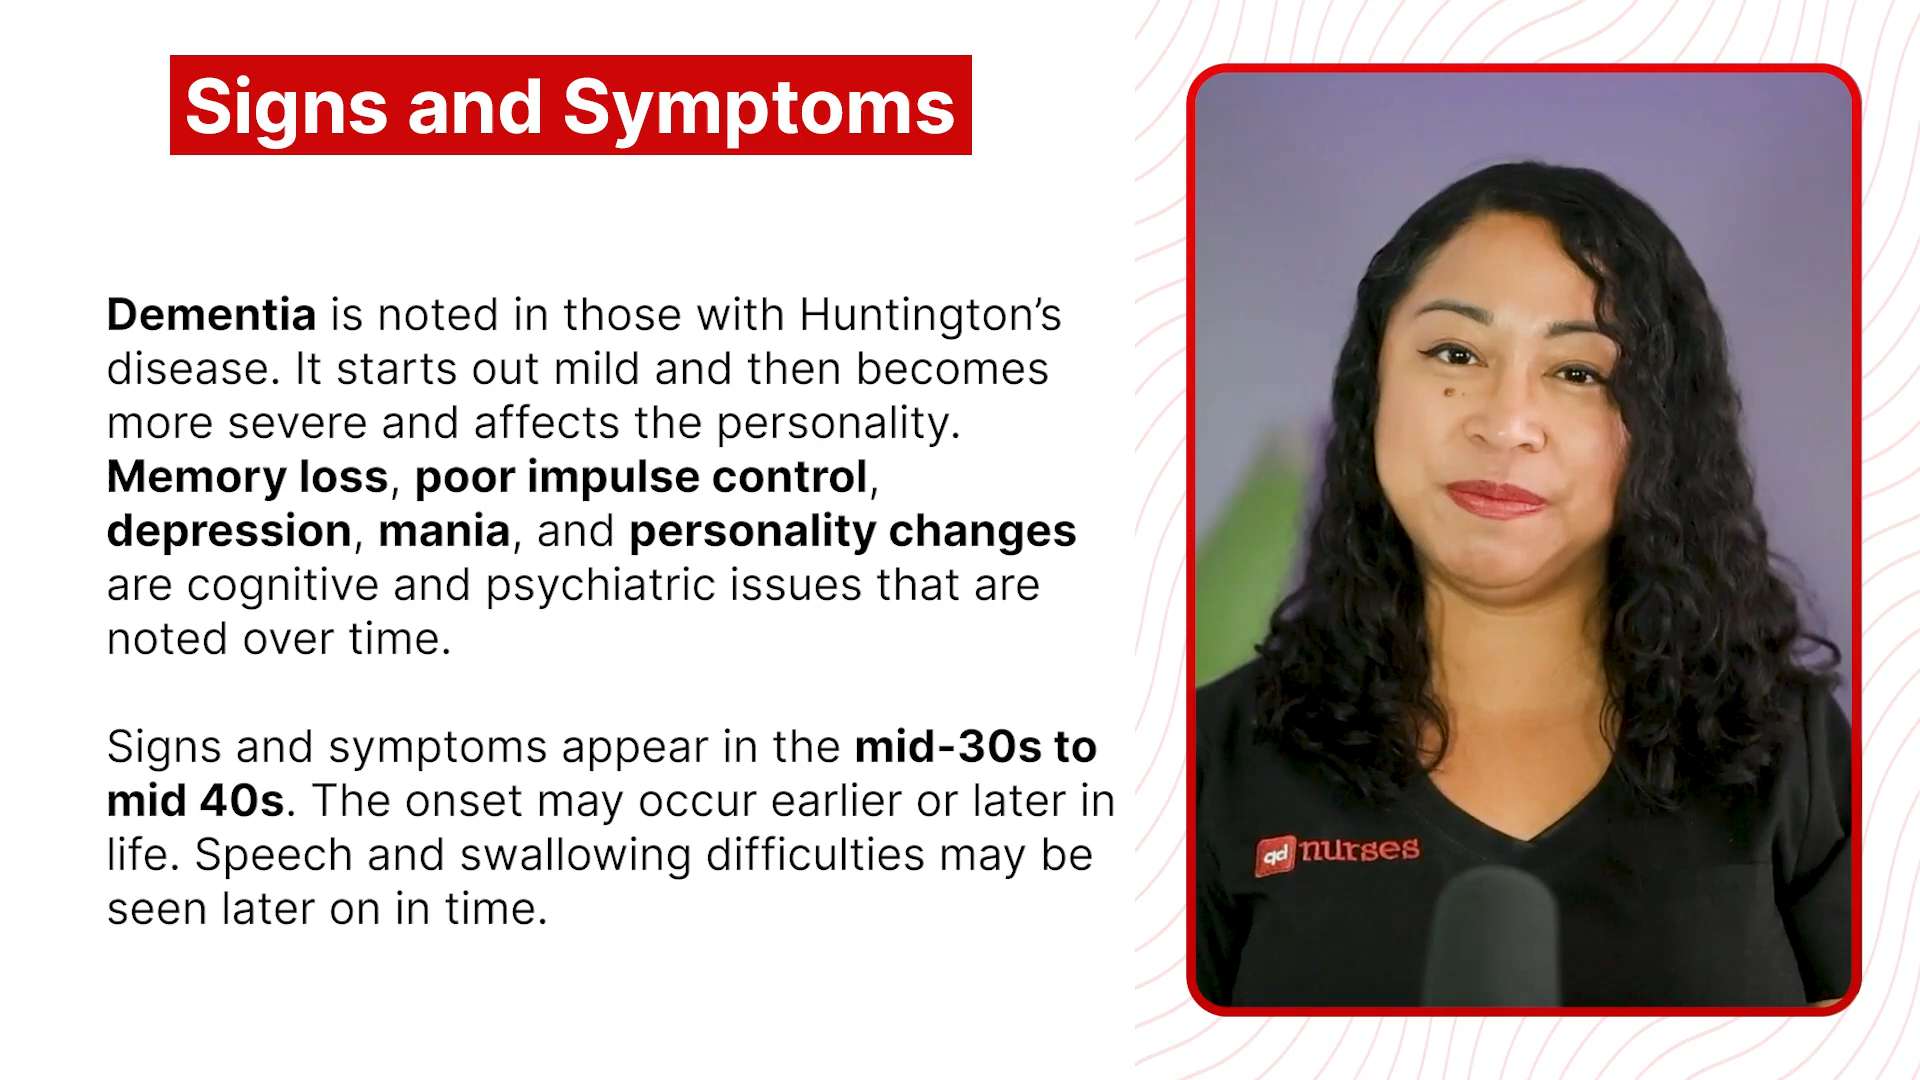 Signs and Symptoms
Dementia is noted in those with Huntington’s
disease. It starts out mild and then becomes
more severe and affects the personality.
Memory loss, poor impulse control,
depression, mania, and personality changes
are cognitive and psychiatric issues that are
noted over time.
Signs and symptoms appear in the mid-30s to
mid 40s. The onset may occur earlier or later in
life. Speech and swallowing difficulties may be
seen later on in time.
qd nurses